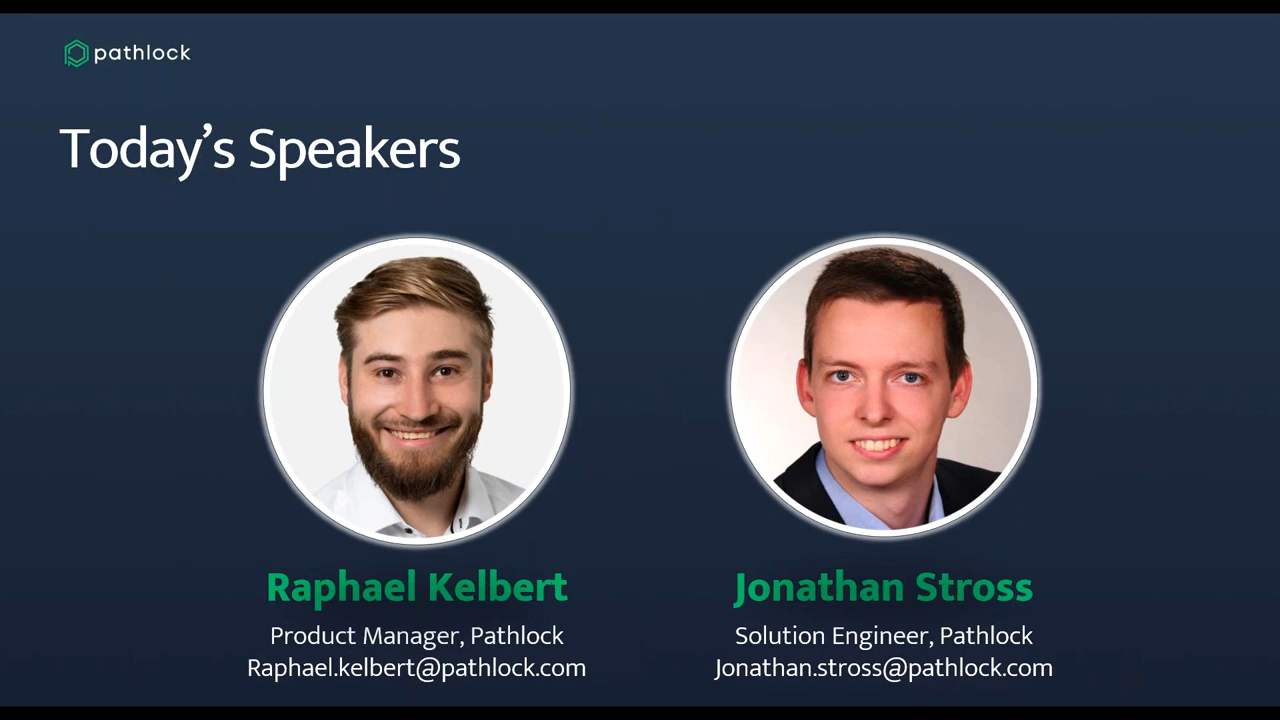 pathlock
Today’s Speakers
Raphael Kelbert
Product Manager, Pathlock
Raphael.kelbert@pathlock.com
Jonathan Stross
Solution Engineer, Pathlock
Jonathan.stross@pathlock.com